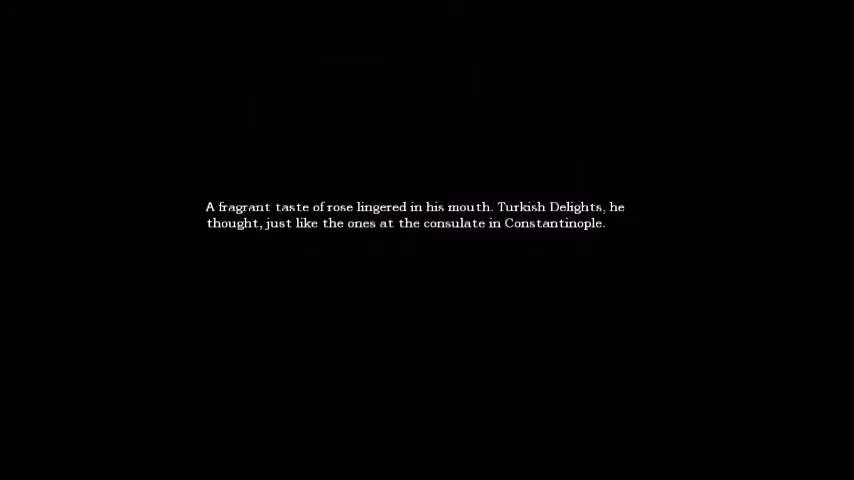 A fragrant taste of rose lingered in his mouth. Turkish Delights, he
thought, just like the ones at the consulate in Constantinople.